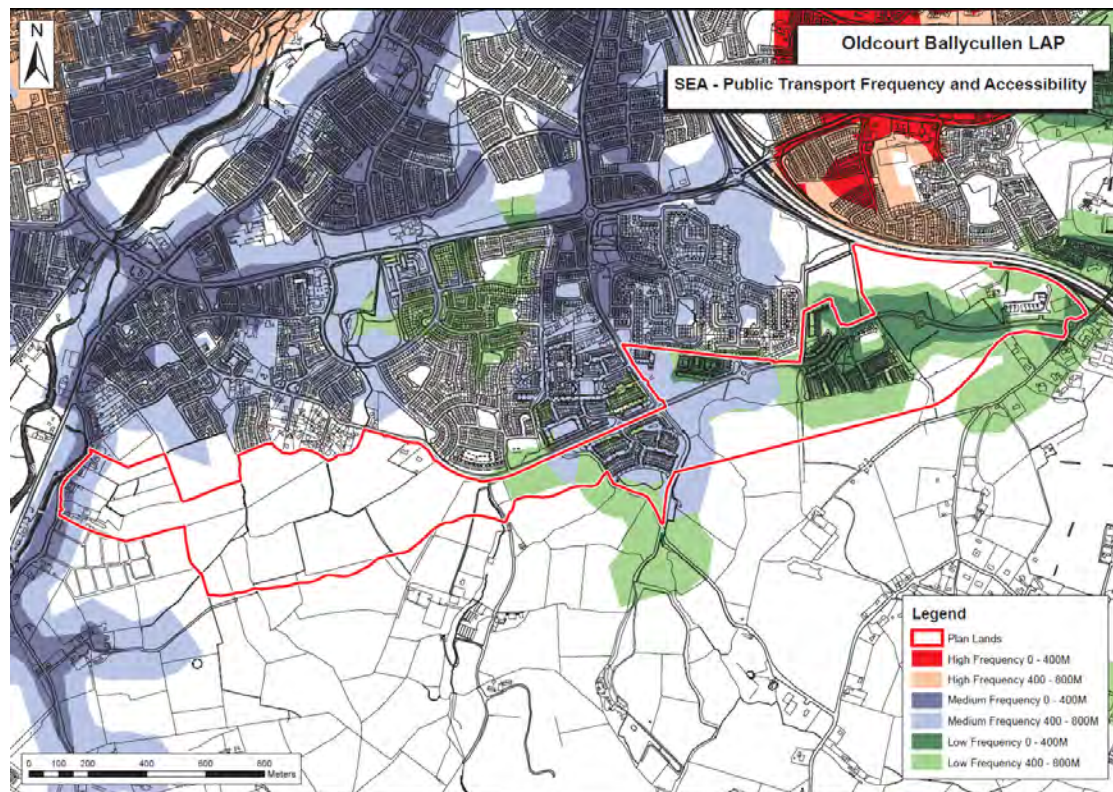 N
Oldcourt Ballycullen LAP
SEA - Public Transport Frequency and Accessibility
Legend
Plan Lands
High Frequency 0 - 400M
High Frequency 400 - 800M
Medium Frequency 0 - 400M
Medium Frequency 400 - 800M
Low Frequency 0 - 400M
Low Frequency 400 - 800M
0 100 200 400 600 800
Meters